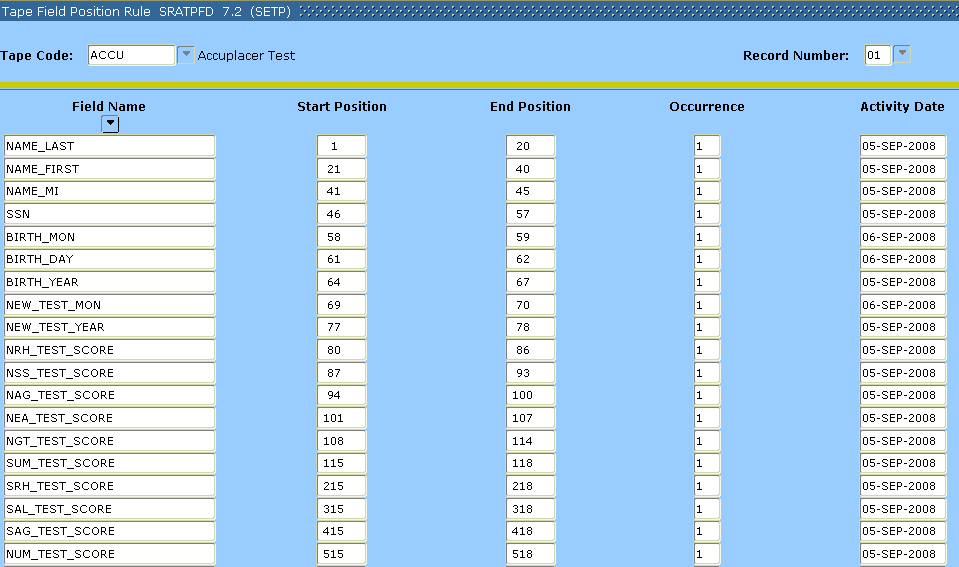 Tape Field Position Rule SRATPFD 7.2 (SETP)
Tape Code: ACCU Accuplacer Test Record Number: 01
Field Name Start Position End Position Occurrence Activity Date
NAME_LAST 1 20 1 05-SEP-2008
NAME_FIRST 21 40 1 05-SEP-2008
NAME_MI 41 45 1 05-SEP-2008
SSN 46 57 1 05-SEP-2008
BIRTH_MON 58 59 1 06-SEP-2008
BIRTH_DAY 61 62 1 06-SEP-2008
BIRTH_YEAR 64 67 1 05-SEP-2008
NEW_TEST_MON 69 70 1 06-SEP-2008
NEW_TEST_YEAR 77 78 1 05-SEP-2008
NRH_TEST_SCORE 80 86 1 05-SEP-2008
NSS_TEST_SCORE 87 93 1 05-SEP-2008
NAG_TEST_SCORE 94 100 1 05-SEP-2008
NEA_TEST_SCORE 101 107 1 05-SEP-2008
NGT_TEST_SCORE 108 114 1 05-SEP-2008
SUM_TEST_SCORE 115 118 1 05-SEP-2008
SRH_TEST_SCORE 215 218 1 05-SEP-2008
SAL_TEST_SCORE 315 318 1 05-SEP-2008
SAG_TEST_SCORE 415 418 1 05-SEP-2008
NUM_TEST_SCORE 515 518 1 05-SEP-2008